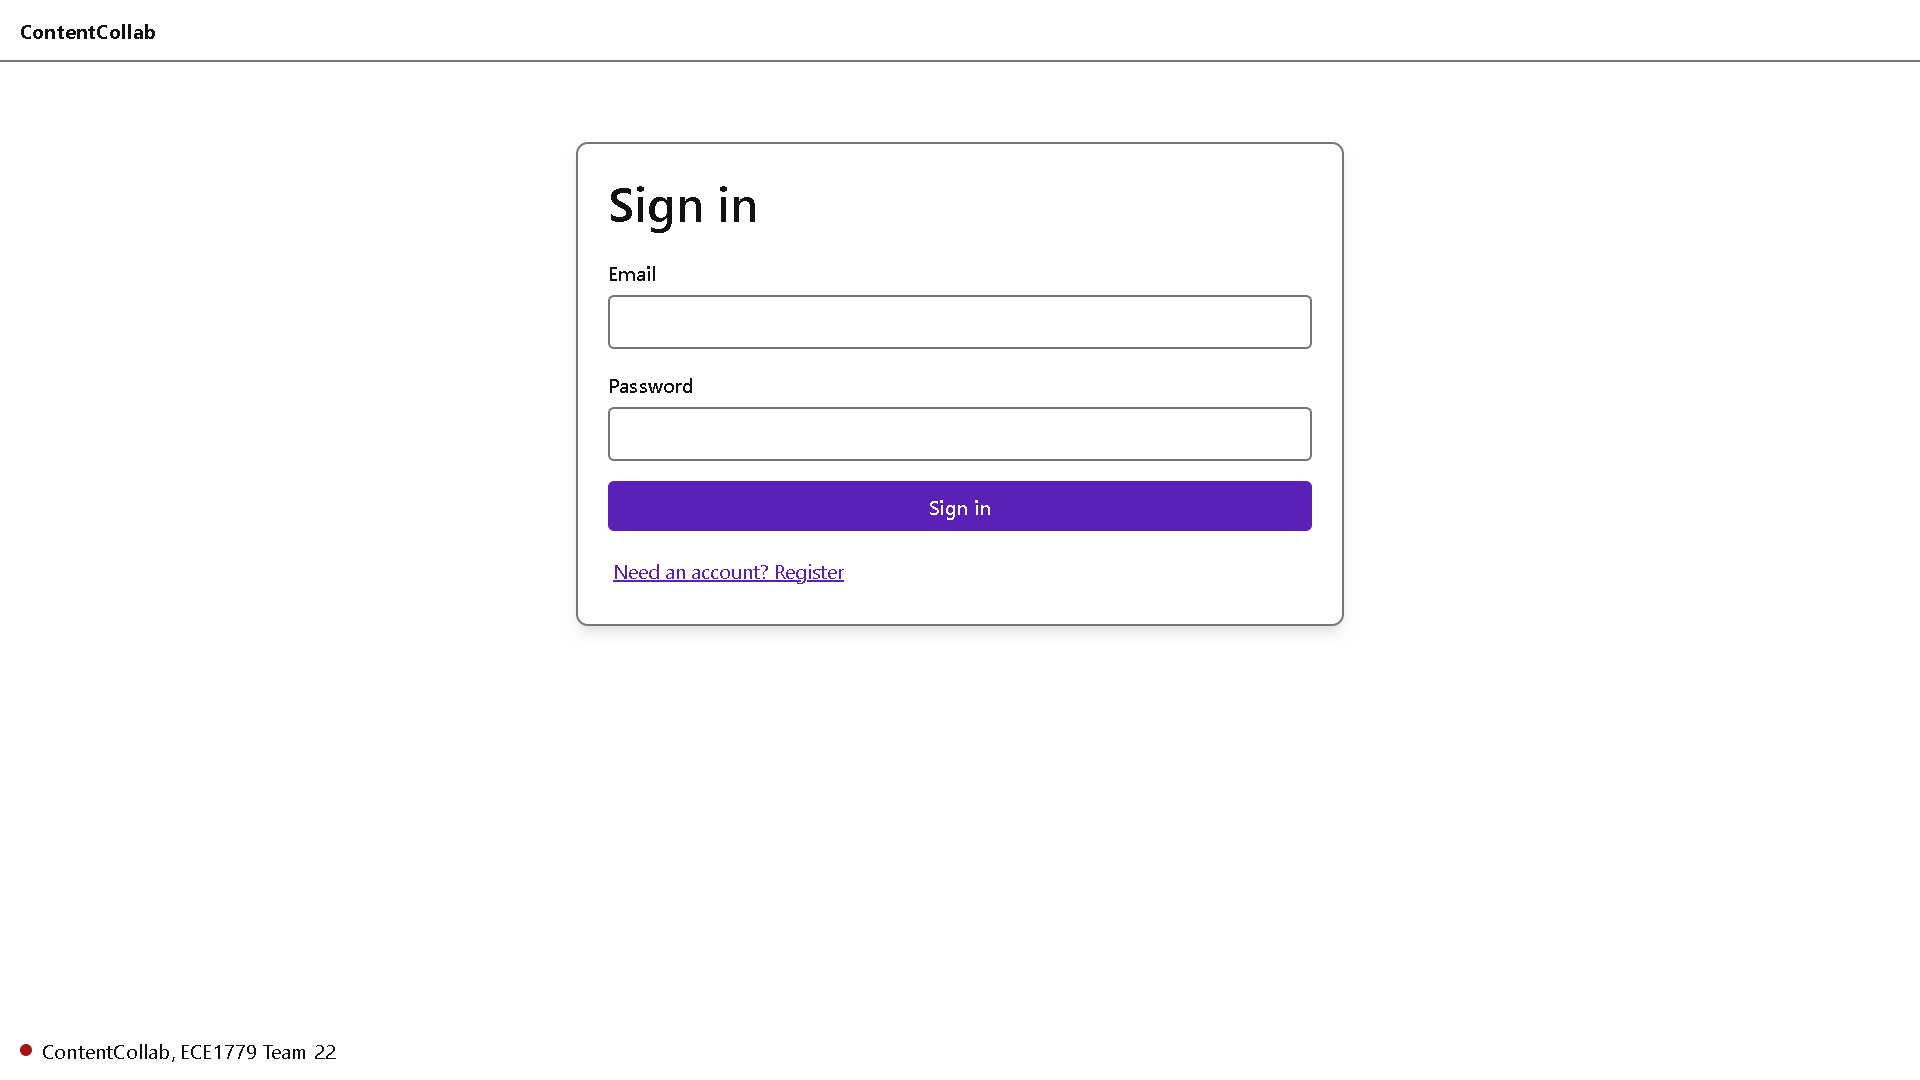 ContentCollab
Sign in
Email
Password
Sign in
Need an account? Register
ContentCollab, ECE1779 Team 22